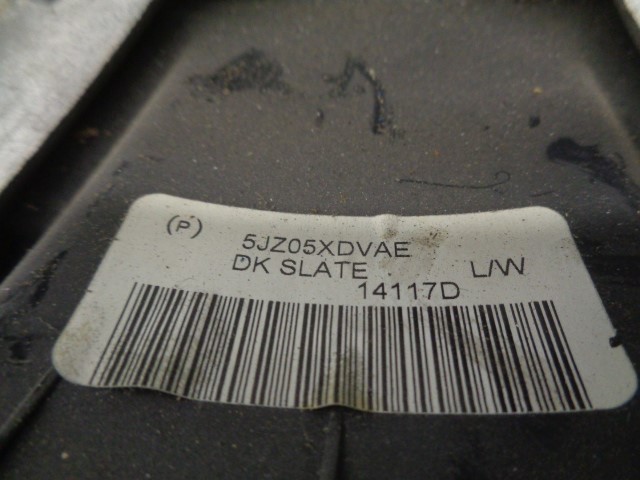 (P) 5JZ05XDVAE
DK SLATE L/W
14117D